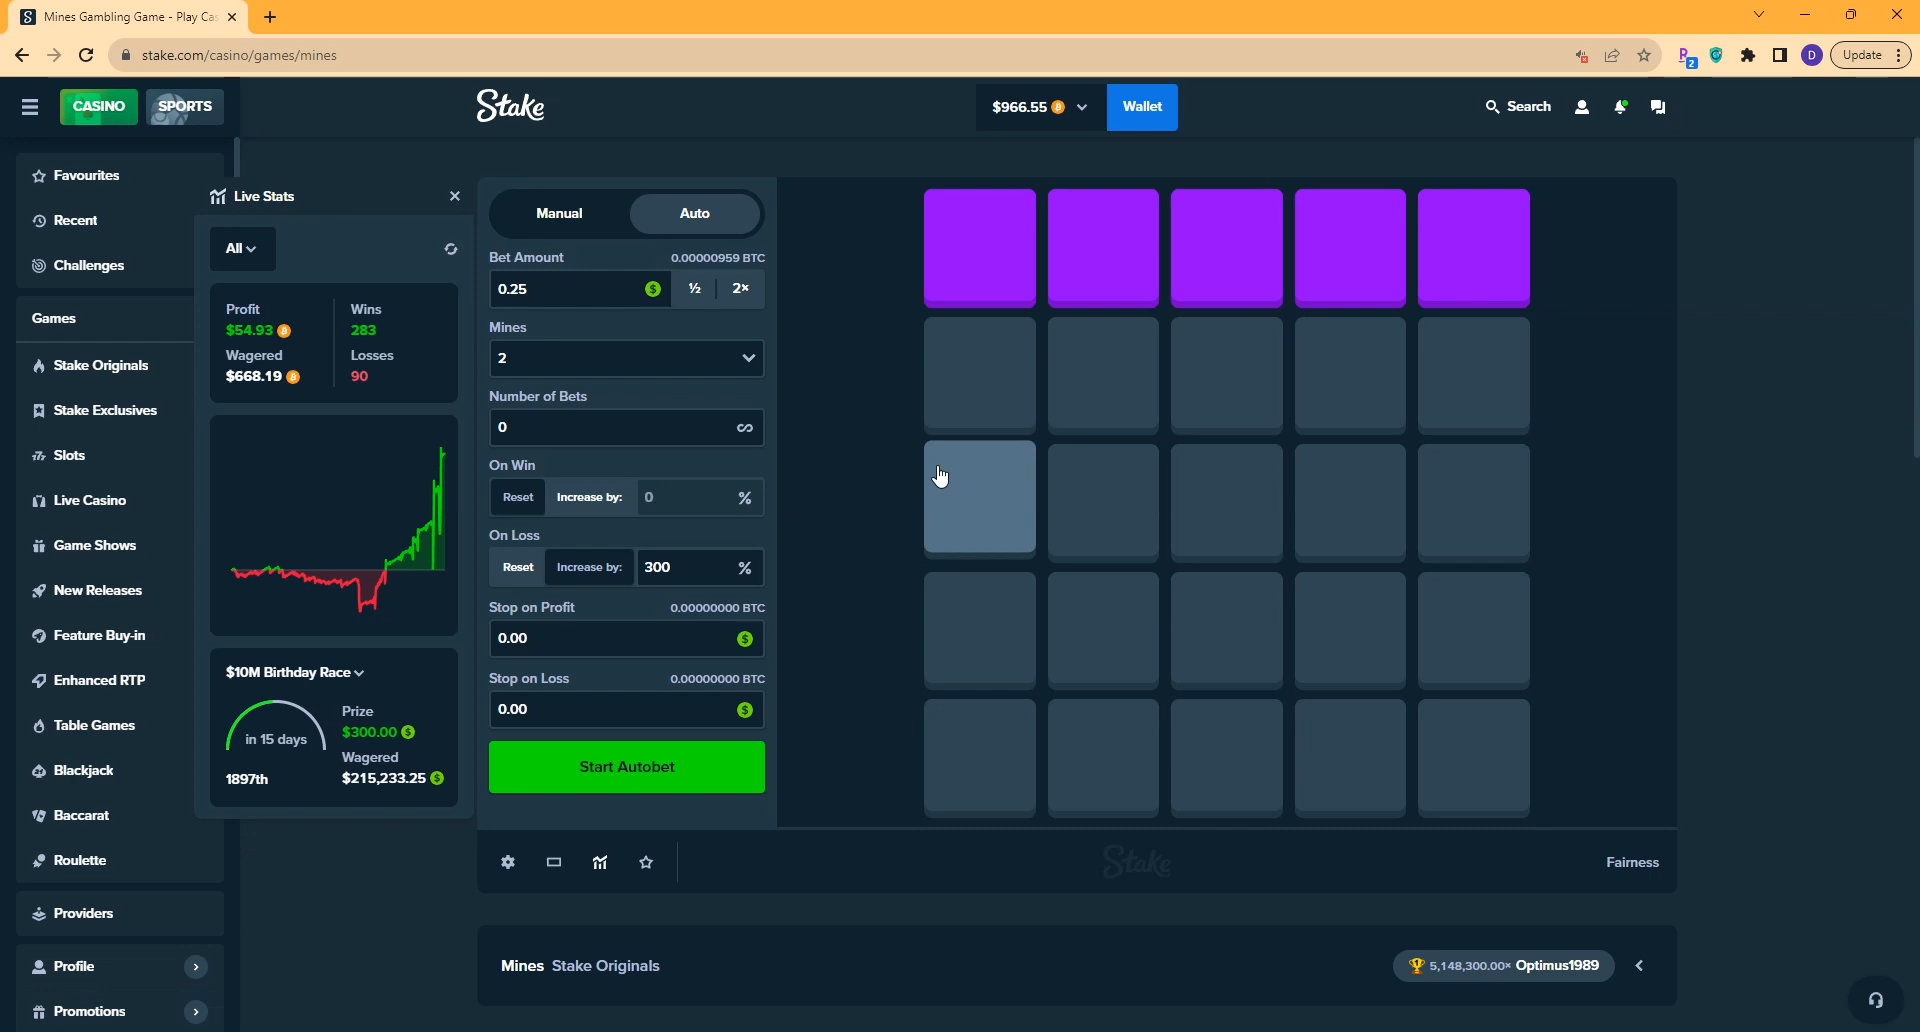 Mines Gambling Game - Play Cas
stake.com/casino/games/mines
2
D
Update
CASINO
SPORTS
Stake
$966.55
Wallet
Search
Favourites
Recent
Challenges
Games
Stake Originals
Stake Exclusives
Slots
Live Casino
Game Shows
New Releases
Feature Buy-in
Enhanced RTP
Table Games
Blackjack
Baccarat
Roulette
Providers
Profile
Promotions
Live Stats
All
Profit
$54.93
Wins
283
Wagered
$668.19
Losses
90
$10M Birthday Race
in 15 days
1897th
Prize
$300.00
Wagered
$215,233.25
Manual
Auto
Bet Amount
0.00000959 BTC
0.25
½
2×
Mines
2
Number of Bets
0
∞
On Win
Reset
Increase by:
0
%
On Loss
Reset
Increase by:
300
%
Stop on Profit
0.00000000 BTC
0.00
Stop on Loss
0.00000000 BTC
0.00
Start Autobet
Stake
Fairness
Mines Stake Originals
5,148,300.00× Optimus1989